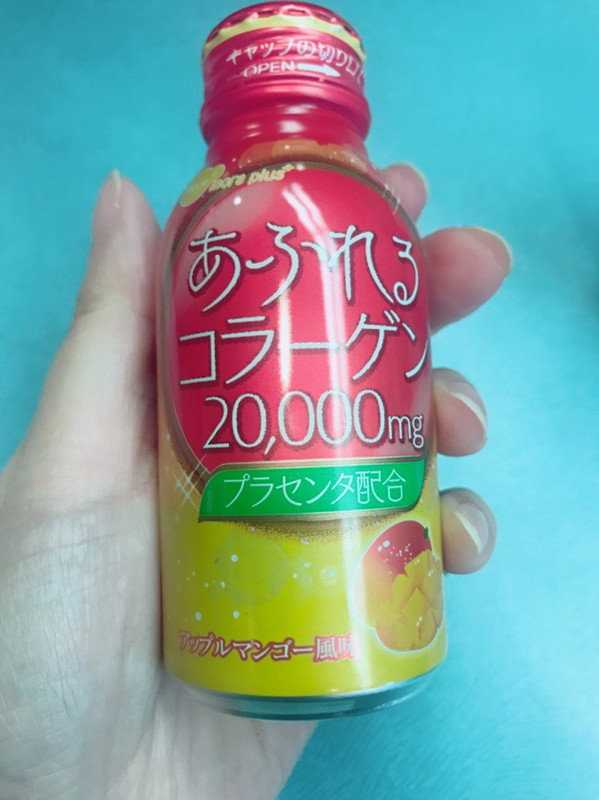 キャップの切り口で
OPEN
more plus+
あふれる
コラーゲン
20,000mg
プラセンタ配合
アップルマンゴー風味